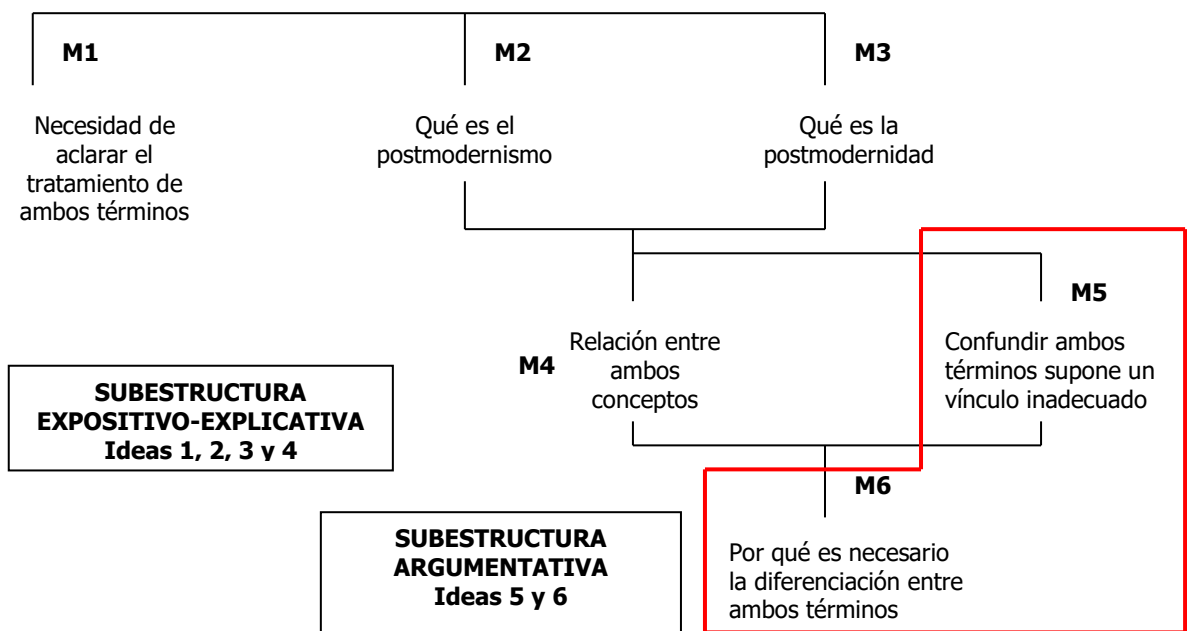 M1
M2
M3
Necesidad de
aclarar el
tratamiento de
ambos términos
Qué es el
postmodernismo
Qué es la
postmodernidad
M4
Relación entre
ambos
conceptos
M5
Confundir ambos
términos supone un
vínculo inadecuado
SUBESTRUCTURA
EXPOSITIVO-EXPLICATIVA
Ideas 1, 2, 3 y 4
M6
SUBESTRUCTURA
ARGUMENTATIVA
Ideas 5 y 6
Por qué es necesario
la diferenciación entre
ambos términos